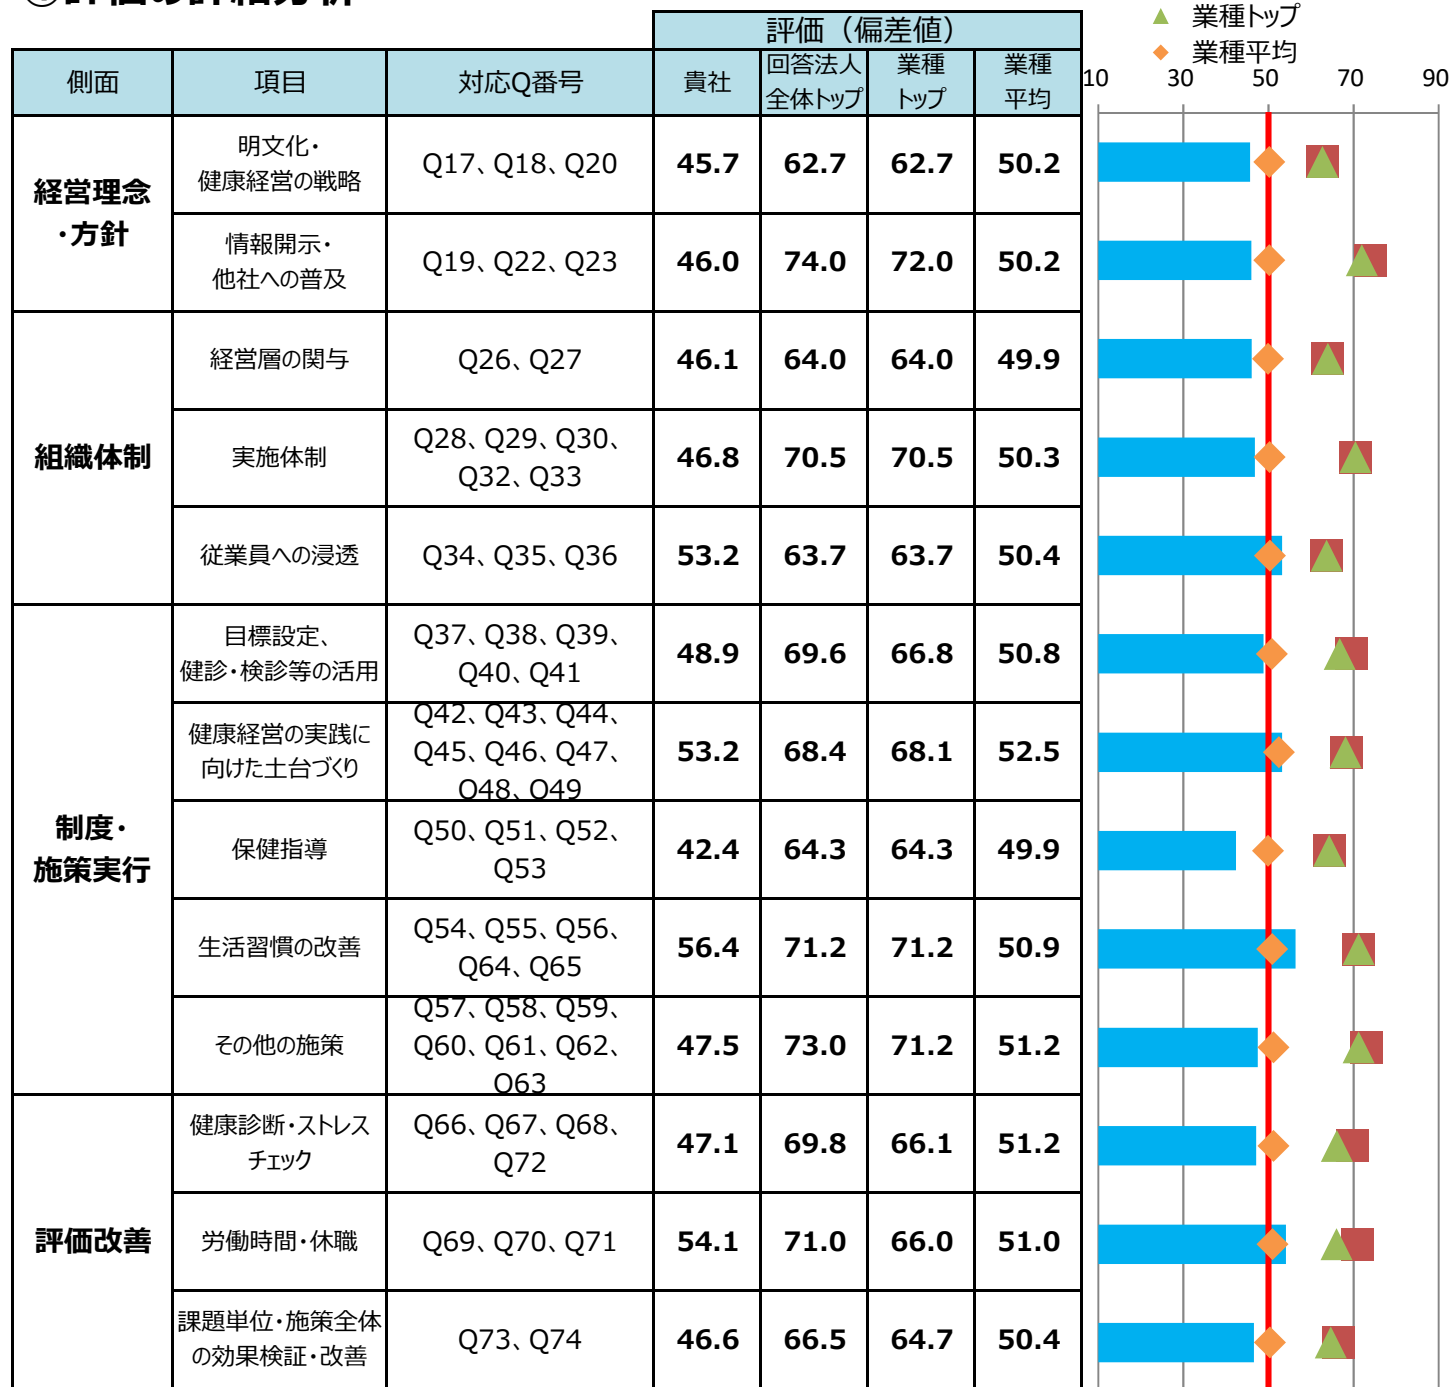 評価（偏差値）
▲ 業種トップ
◆ 業種平均
側面 項目 対応Q番号 貴社 回答法人 業種 業種
全体トップ トップ 平均
10 30 50 70 90
経営理念
・方針
明文化・
健康経営の戦略
Q17、Q18、Q20 45.7 62.7 62.7 50.2
情報開示・
他社への普及
Q19、Q22、Q23 46.0 74.0 72.0 50.2
組織体制
経営層の関与 Q26、Q27 46.1 64.0 64.0 49.9
実施体制
Q28、Q29、Q30、
Q32、Q33
46.8 70.5 70.5 50.3
従業員への浸透 Q34、Q35、Q36 53.2 63.7 63.7 50.4
制度・
施策実行
目標設定、
健診・検診等の活用
Q37、Q38、Q39、
Q40、Q41
48.9 69.6 66.8 50.8
健康経営の実践に
向けた土台づくり
Q42、Q43、Q44、
Q45、Q46、Q47、
Q48、Q49
53.2 68.4 68.1 52.5
保健指導
Q50、Q51、Q52、
Q53
42.4 64.3 64.3 49.9
生活習慣の改善
Q54、Q55、Q56、
Q64、Q65
56.4 71.2 71.2 50.9
その他の施策
Q57、Q58、Q59、
Q60、Q61、Q62、
Q63
47.5 73.0 71.2 51.2
評価改善
健康診断・ストレス
チェック
Q66、Q67、Q68、
Q72
47.1 69.8 66.1 51.2
労働時間・休職 Q69、Q70、Q71 54.1 71.0 66.0 51.0
課題単位・施策全体
の効果検証・改善
Q73、Q74 46.6 66.5 64.7 50.4